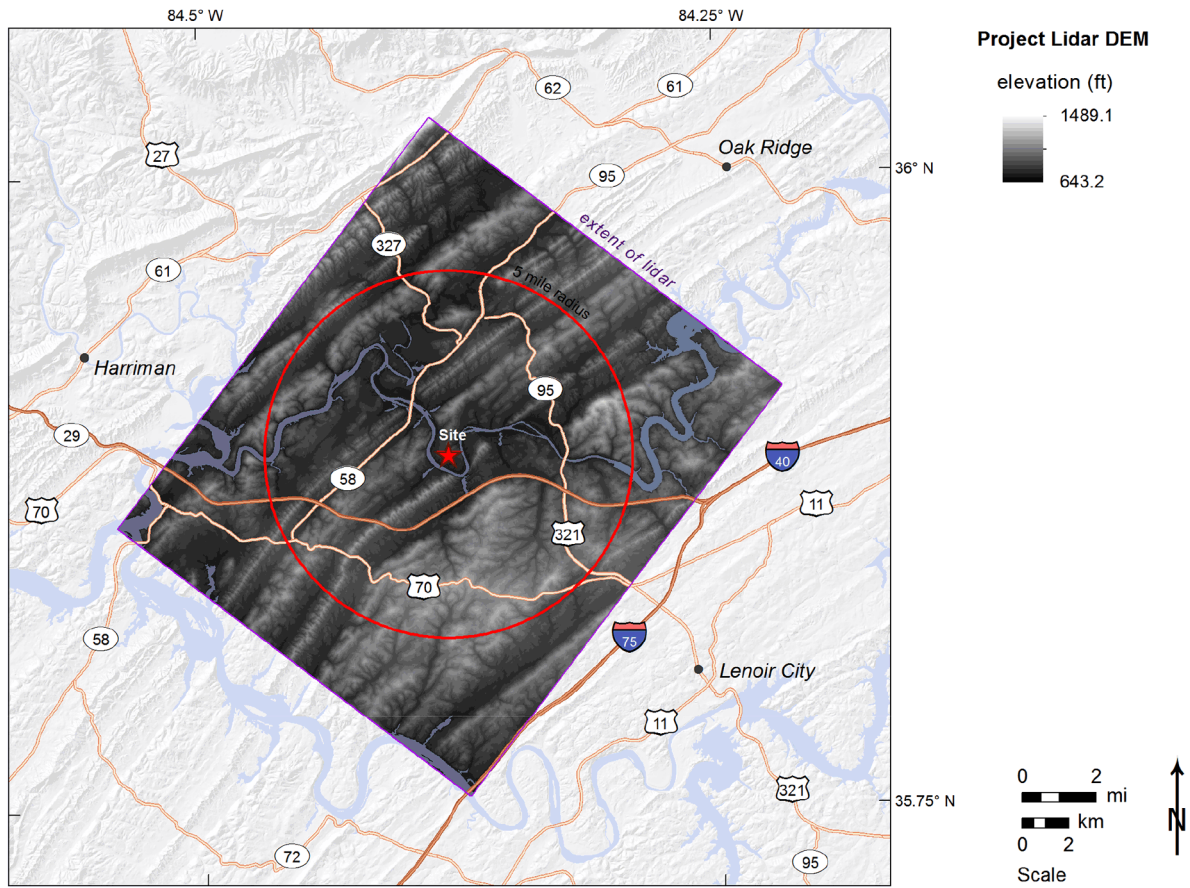 84.5° W
84.25° W
Project Lidar DEM
elevation (ft)
1489.1
643.2
62
61
27
Oak Ridge
36° N
95
extent of lidar
327
61
5 mile radius
Harriman
95
29
Site
40
58
70
11
321
70
58
75
Lenoir City
11
321
35.75° N
72
95
0 2
mi
km
0 2
Scale
N